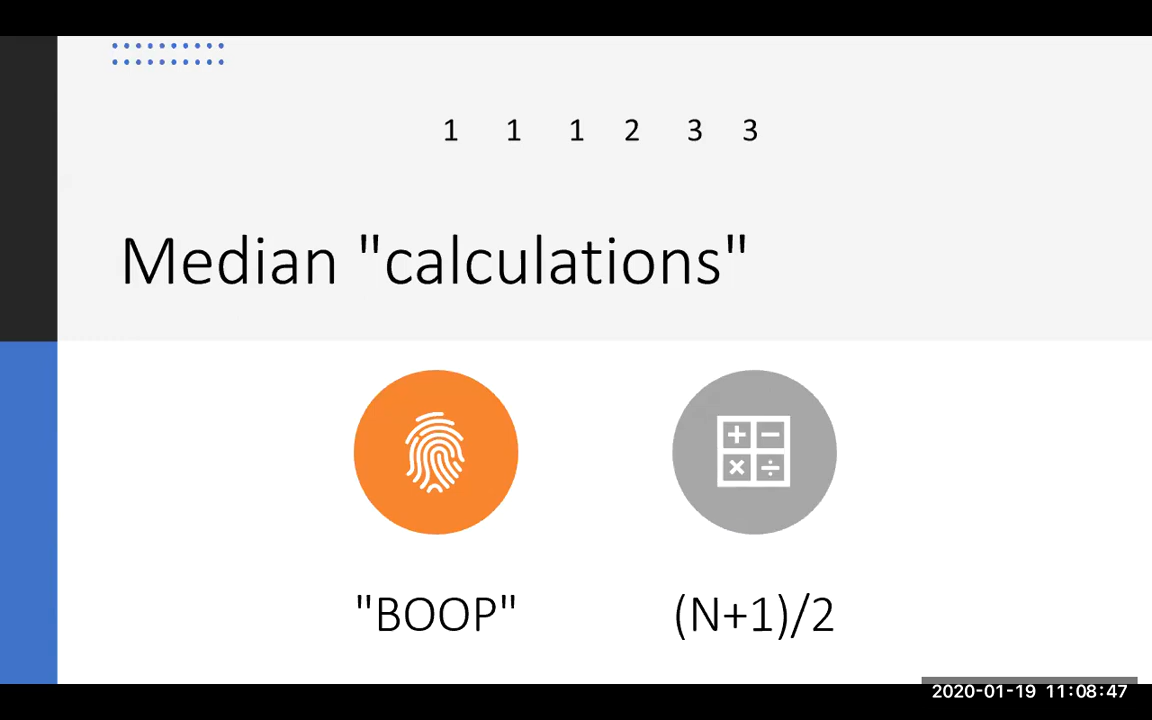 1 1 1 2 3 3
Median "calculations"
"BOOP" (N+1)/2
2020-01-19 11:08:47